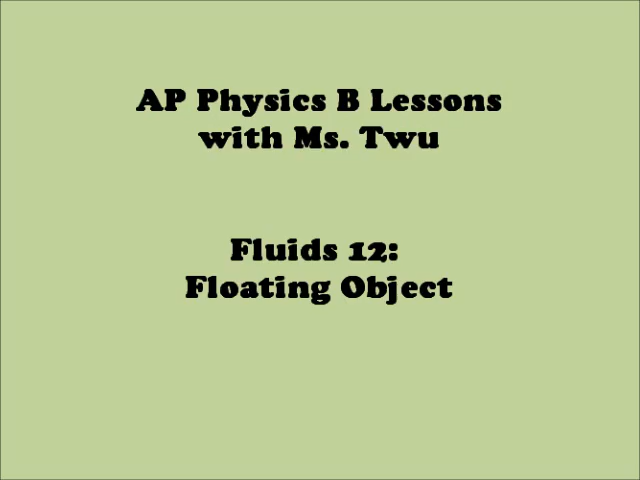 AP Physics B Lessons
with Ms. Twu
Fluids 12:
Floating Object